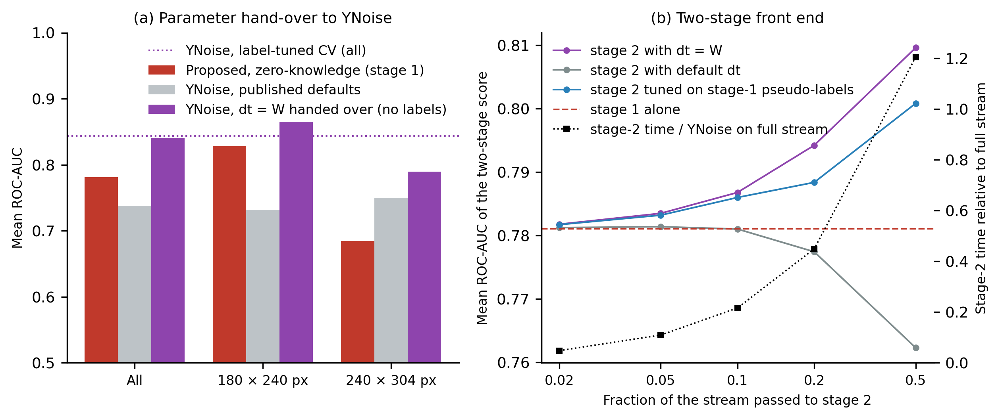 (a) Parameter hand-over to YNoise
Mean ROC-AUC
1.0
0.9
0.8
0.7
0.6
0.5
YNoise, label-tuned CV (all)
Proposed, zero-knowledge (stage 1)
YNoise, published defaults
YNoise, dt = W handed over (no labels)
All
180 × 240 px
240 × 304 px
(b) Two-stage front end
Mean ROC-AUC of the two-stage score
0.81
0.80
0.79
0.78
0.77
0.76
stage 2 with dt = W
stage 2 with default dt
stage 2 tuned on stage-1 pseudo-labels
stage 1 alone
stage-2 time / YNoise on full stream
1.2
1.0
0.8
0.6
0.4
0.2
0.0
Stage-2 time relative to full stream
0.02
0.05
0.1
0.2
0.5
Fraction of the stream passed to stage 2